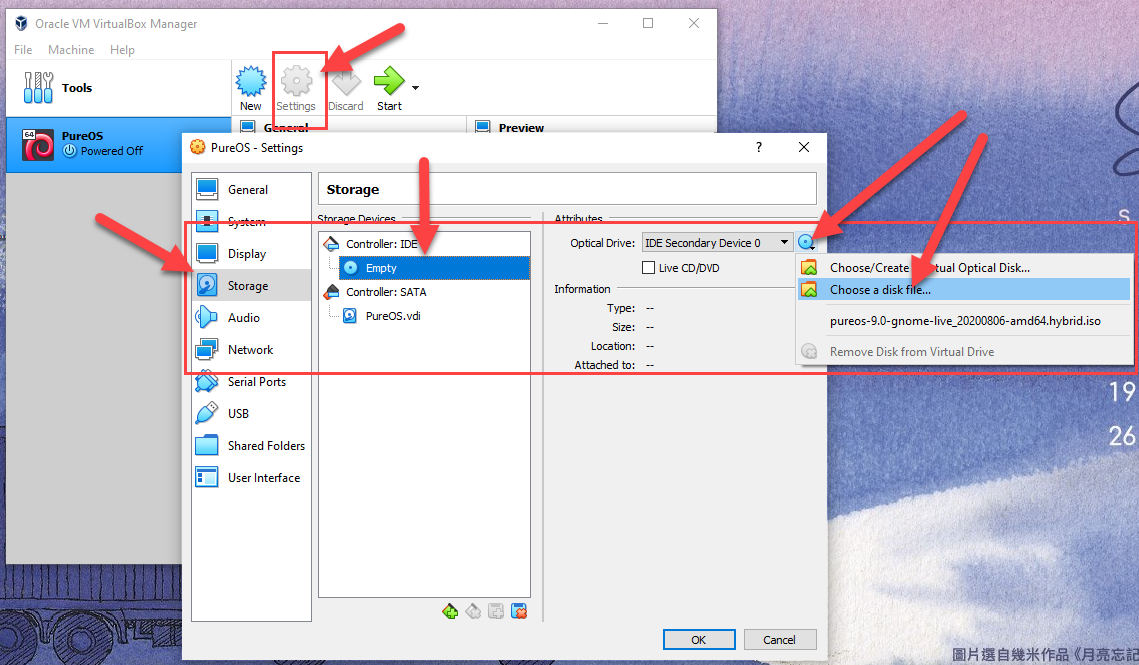 Oracle VM VirtualBox Manager
File Machine Help
Tools
New Settings Discard Start
64
PureOS
Powered Off
General
Preview
PureOS - Settings
?
General
System
Display
Storage
Audio
Network
Serial Ports
USB
Shared Folders
User Interface
Storage
Storage Devices
Controller: IDE
Empty
Controller: SATA
PureOS.vdi
Attributes
Optical Drive: IDE Secondary Device 0
Live CD/DVD
Information
Type: --
Size: --
Location: --
Attached to: --
Choose/Create Virtual Optical Disk...
Choose a disk file...
pureos-9.0-gnome-live_20200806-amd64.hybrid.iso
Remove Disk from Virtual Drive
OK Cancel
S
19
26
圖片選自幾米作品《月亮忘記